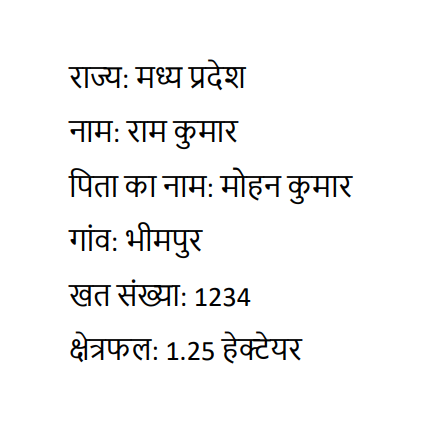 राज्य: मध्य प्रदेश
नाम: राम कुमार
पिता का नाम: मोहन कुमार
गांव: भीमपुर
खत संख्या: 1234
क्षेत्रफल: 1.25 हेक्टेयर